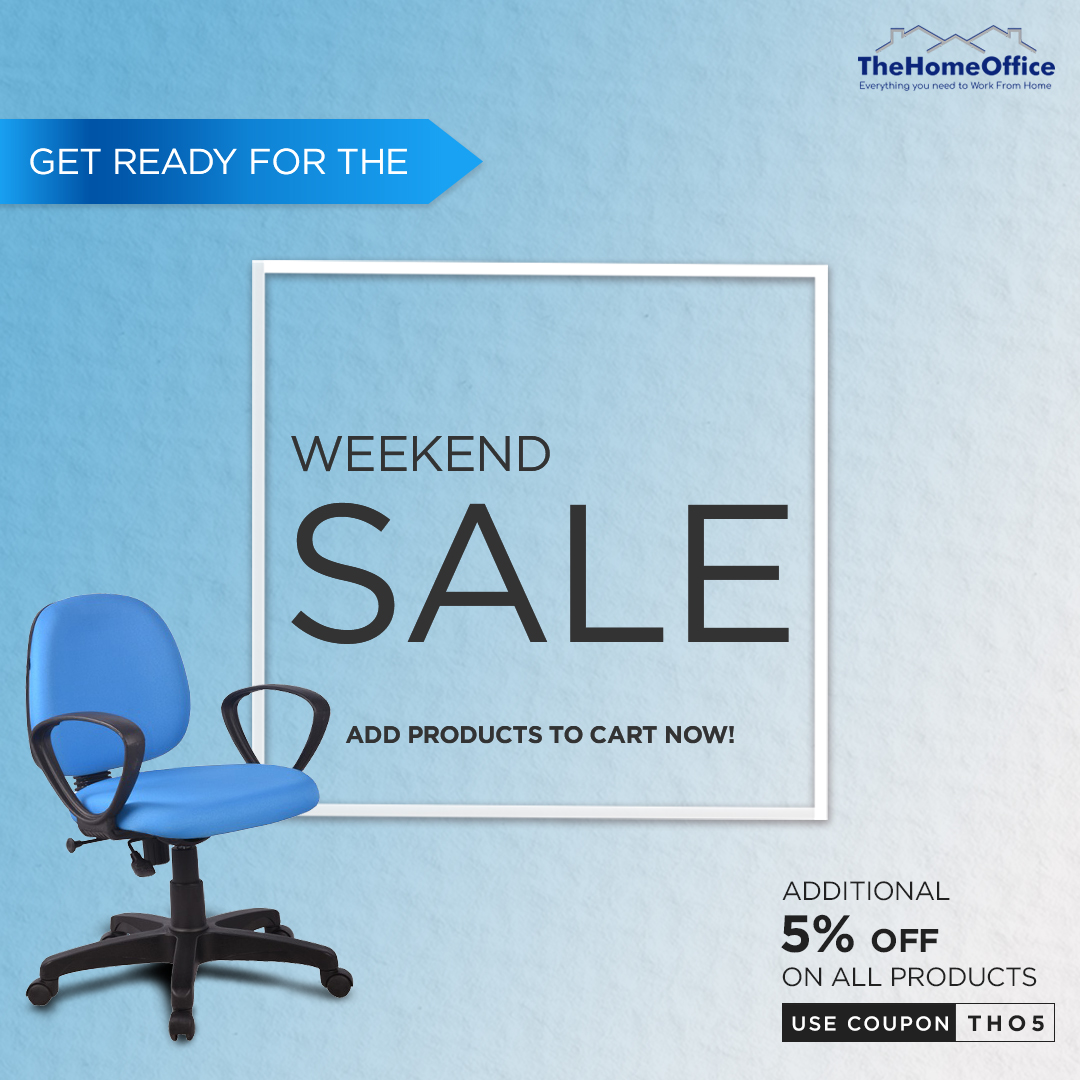 TheHomeOffice
Everything you need to Work From Home
GET READY FOR THE
WEEKEND
SALE
ADD PRODUCTS TO CART NOW!
ADDITIONAL
5% OFF
ON ALL PRODUCTS
USE COUPON THO5